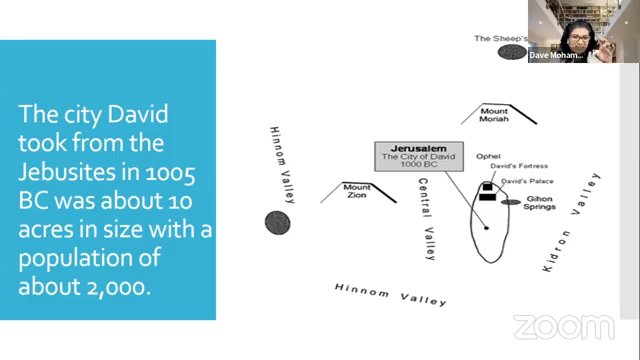 The city David
took from the
Jebusites in 1005
BC was about 10
acres in size with a
population of
about 2,000.
The Sheep's
Dave Moham...
Mount
Moriah
Hinnom Valley
Jerusalem
The City of David
1000 BC
Ophel
David's Fortress
David's Palace
Mount
Zion
Central Valley
Gihon
Springs
Kidron Valley
Hinnom Valley
zoom